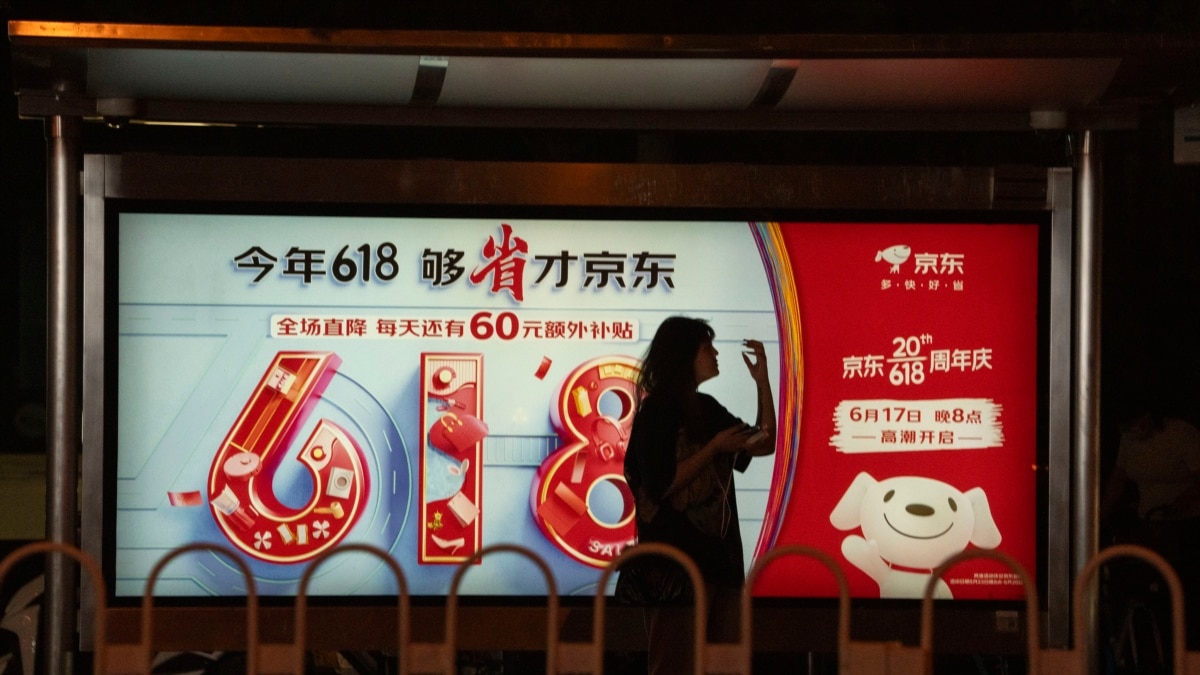 今年618 够省才京东
全场直降 每天还有60元额外补贴
618
SALE
京东
多·快·好·省
京东20th618周年庆
6月17日 晚8点
高潮开启